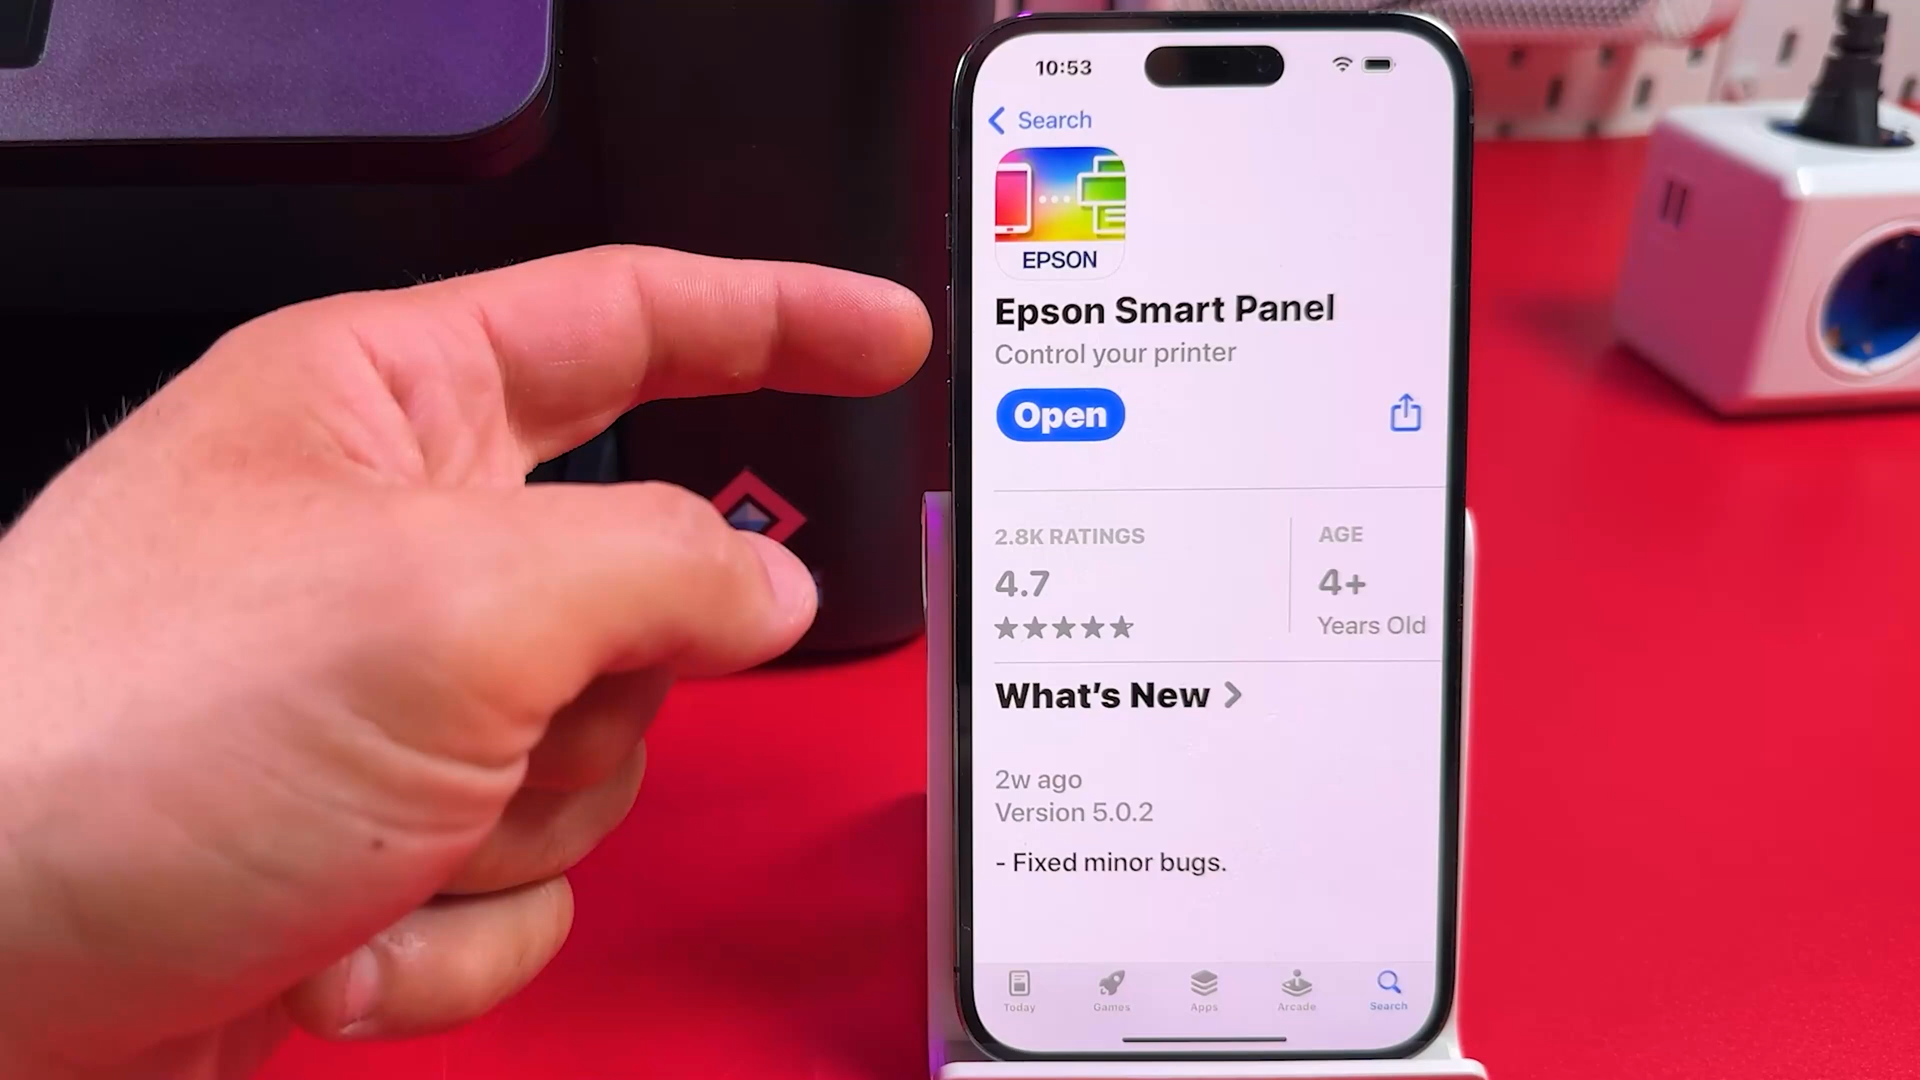 10:53
Search
EPSON
Epson Smart Panel
Control your printer
Open
2.8K RATINGS
4.7
AGE
4+
Years Old
What's New
2w ago
Version 5.0.2
- Fixed minor bugs.
Today
Games
Apps
Arcade
Search